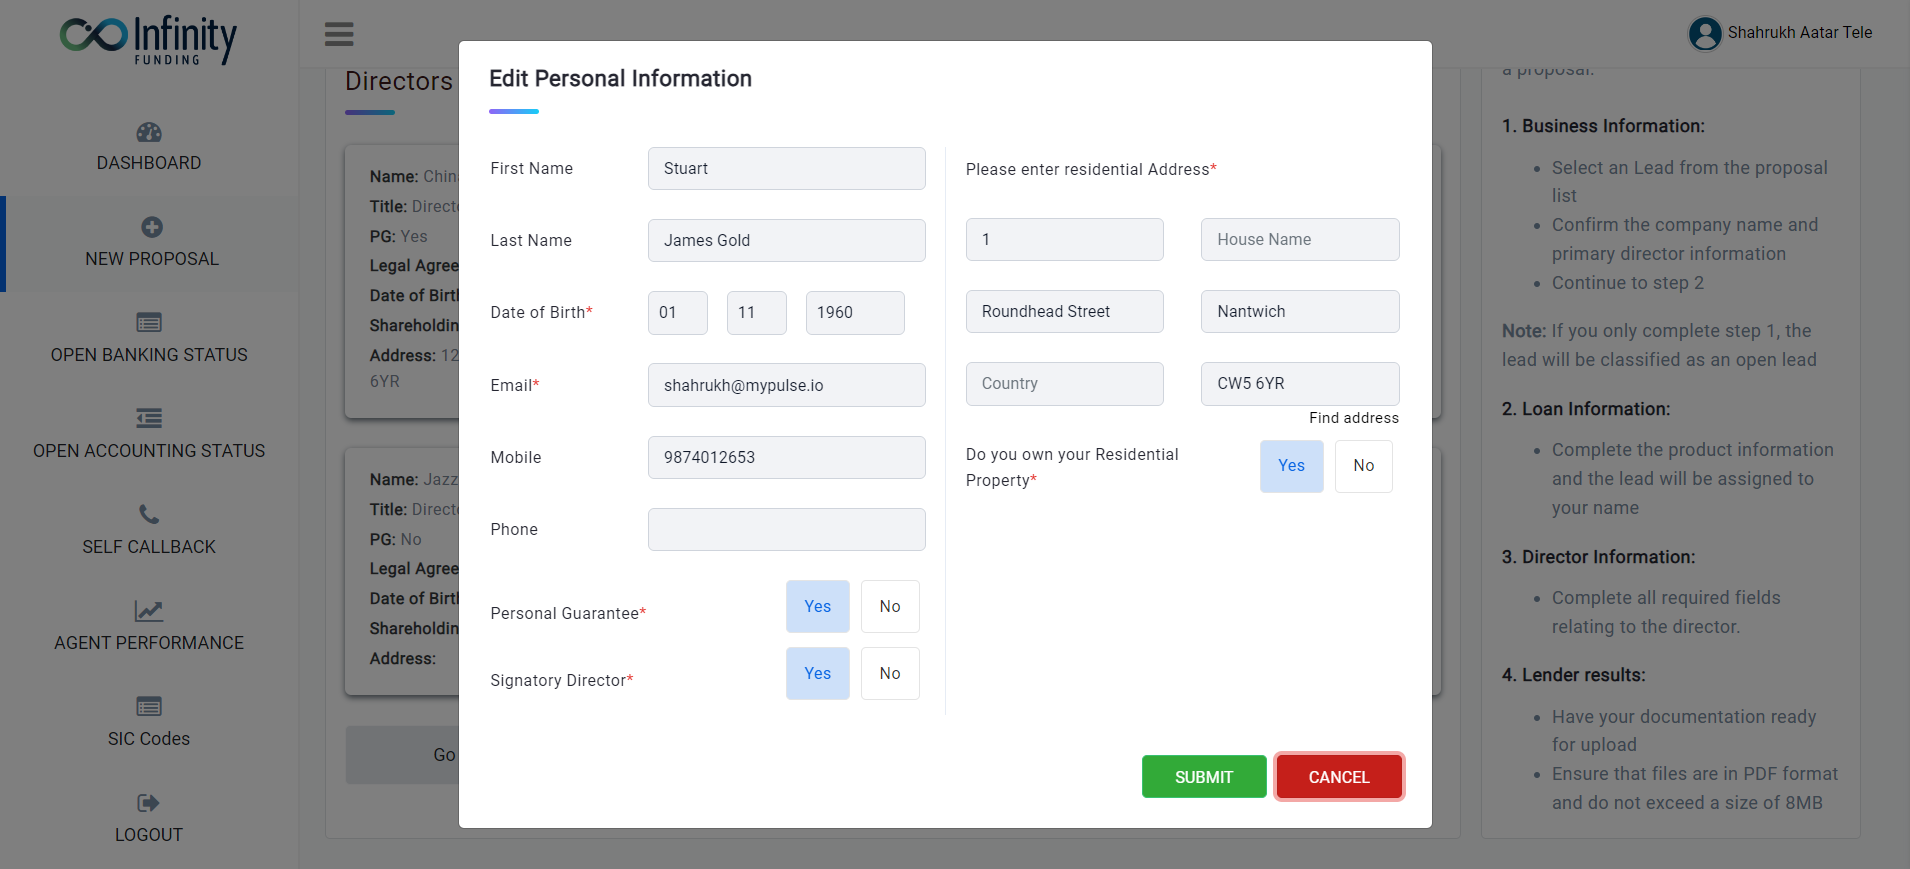 Infinity
FUNDING
DASHBOARD
NEW PROPOSAL
OPEN BANKING STATUS
OPEN ACCOUNTING STATUS
SELF CALLBACK
AGENT PERFORMANCE
SIC Codes
LOGOUT
Shahrukh Aatar Tele
Directors
Name:
Title:
PG: Yes
Legal
Date of
Address: 12
6YR
Name: Jazz
Title:
PG: No
Legal
Date of
Address:
Go
Edit Personal Information
First Name
Stuart
Last Name
James Gold
Date of Birth*
01 11 1960
Email*
shahrukh@mypulse.io
Mobile
9874012653
Phone
Personal Guarantee*
Yes No
Signatory Director*
Yes No
Please enter residential Address*
1 House Name
Roundhead Street Nantwich
Country CW5 6YR
Find address
Do you own your Residential
Property*
Yes No
SUBMIT CANCEL
a proposal.
1. Business Information:
Select an Lead from the proposal
list
Confirm the company name and
primary director information
Continue to step 2
Note: If you only complete step 1, the
lead will be classified as an open lead
2. Loan Information:
Complete the product information
and the lead will be assigned to
your name
3. Director Information:
Complete all required fields
relating to the director.
4. Lender results:
Have your documentation ready
for upload
Ensure that files are in PDF format
and do not exceed a size of 8MB